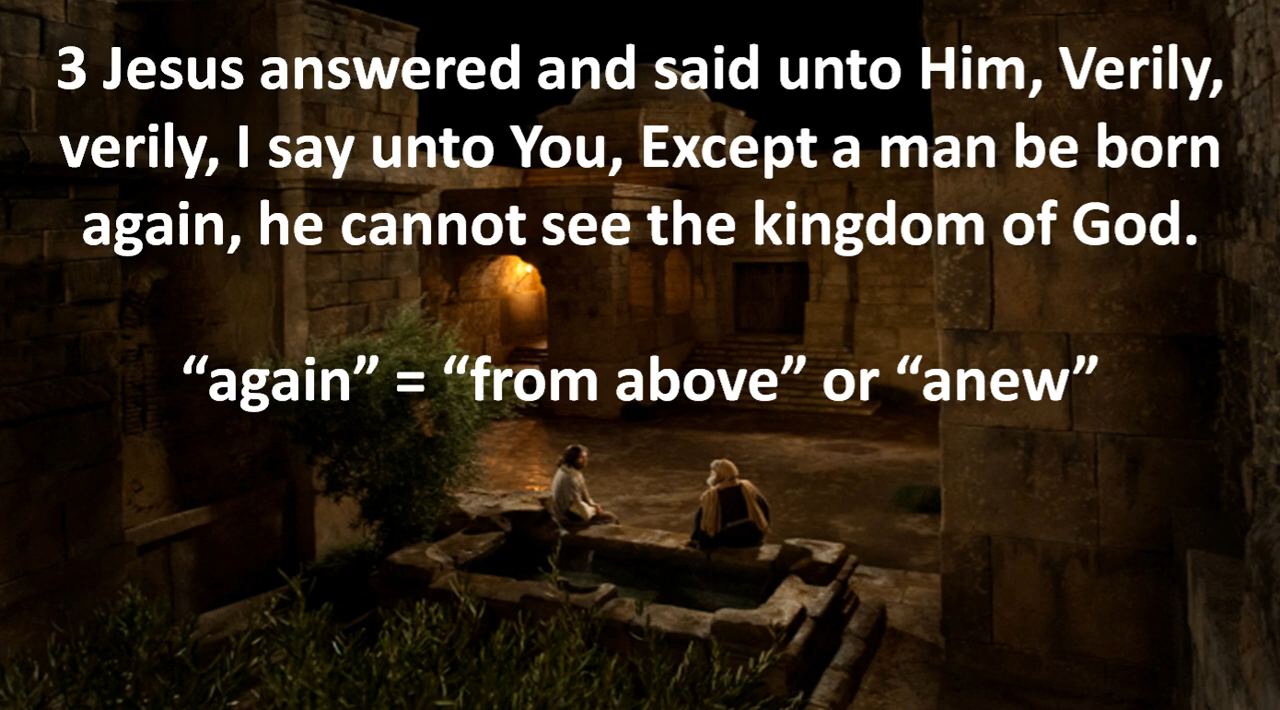 3 Jesus answered and said unto Him, Verily,
verily, I say unto You, Except a man be born
again, he cannot see the kingdom of God.
“again” = “from above” or “anew”